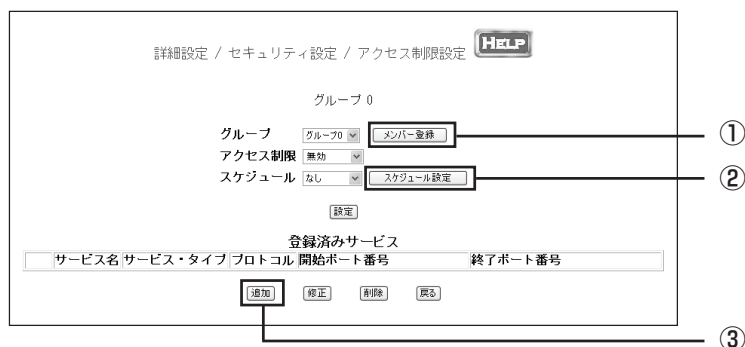 詳細設定 / セキュリティ設定 / アクセス制限設定 HELP
グループ 0
グループ グループ0 メンバー登録 ①
アクセス制限 無効
スケジュール なし スケジュール設定 ②
設定
登録済みサービス
サービス名 サービス・タイプ プロトコル 開始ポート番号 終了ポート番号
追加 修正 削除 戻る
③